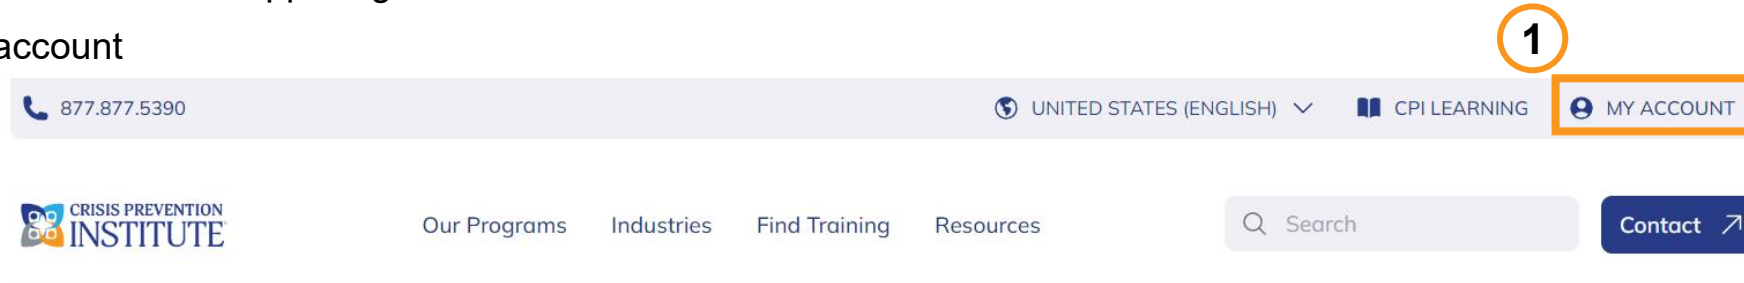 account
1
877.877.5390
UNITED STATES (ENGLISH)
CPI LEARNING
MY ACCOUNT
CRISIS PREVENTION
INSTITUTE
Our Programs
Industries
Find Training
Resources
Search
Contact